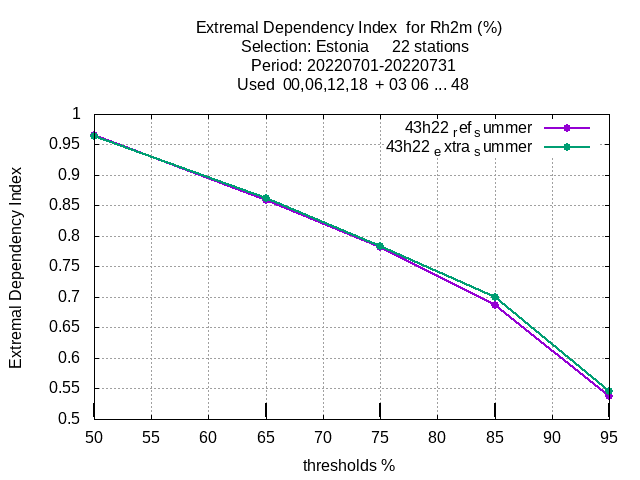 Extremal Dependency Index for Rh2m (%)
Selection: Estonia 22 stations
Period: 20220701-20220731
Used 00,06,12,18 + 03 06 ... 48
43h22 ref summer
43h22 extra summer
Extremal Dependency Index
1
0.95
0.9
0.85
0.8
0.75
0.7
0.65
0.6
0.55
0.5
50 55 60 65 70 75 80 85 90 95
thresholds %